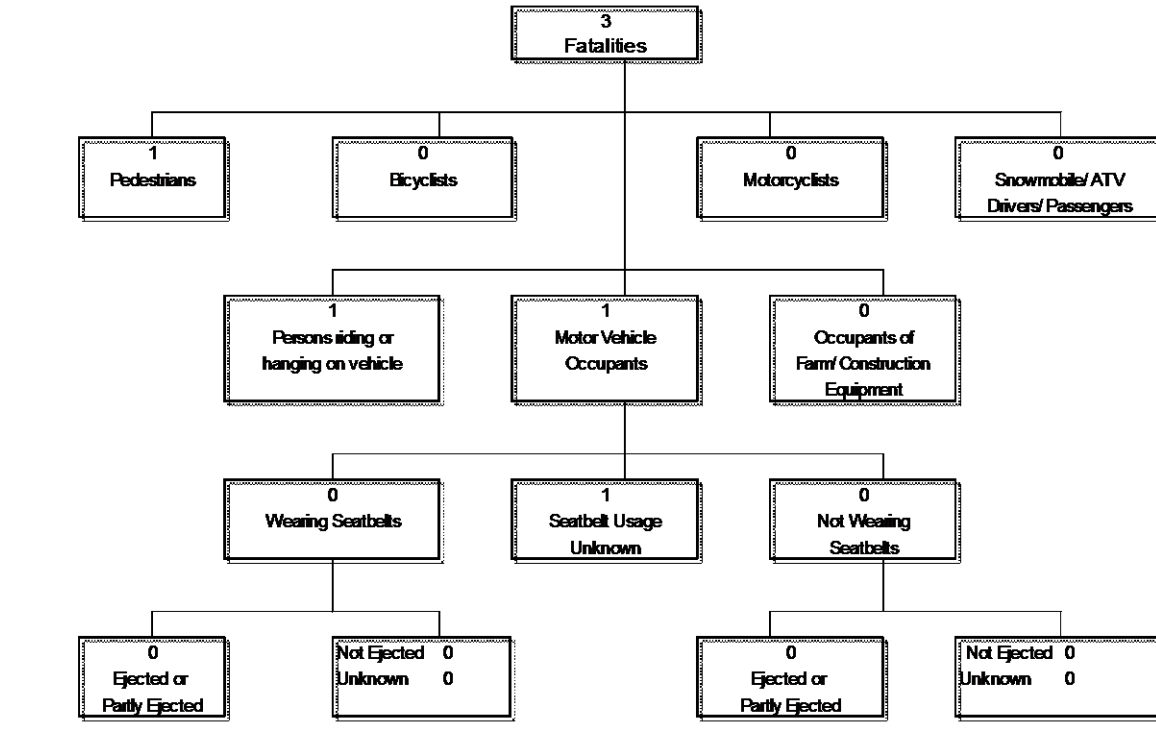 3
Fatalities
1
Pedestrians
0
Bicyclists
0
Motorcyclists
0
Snowmobile/ ATV
Drivers/ Passengers
1
Persons riding or
hanging on vehicle
1
Motor Vehicle
Occupants
0
Occupants of
Farm/ Construction
Equipment
0
Wearing Seatbelts
1
Seatbelt Usage
Unknown
0
Not Wearing
Seatbelts
0
Ejected or
Partly Ejected
Not Ejected 0
Unknown 0
0
Ejected or
Partly Ejected
Not Ejected 0
Unknown 0